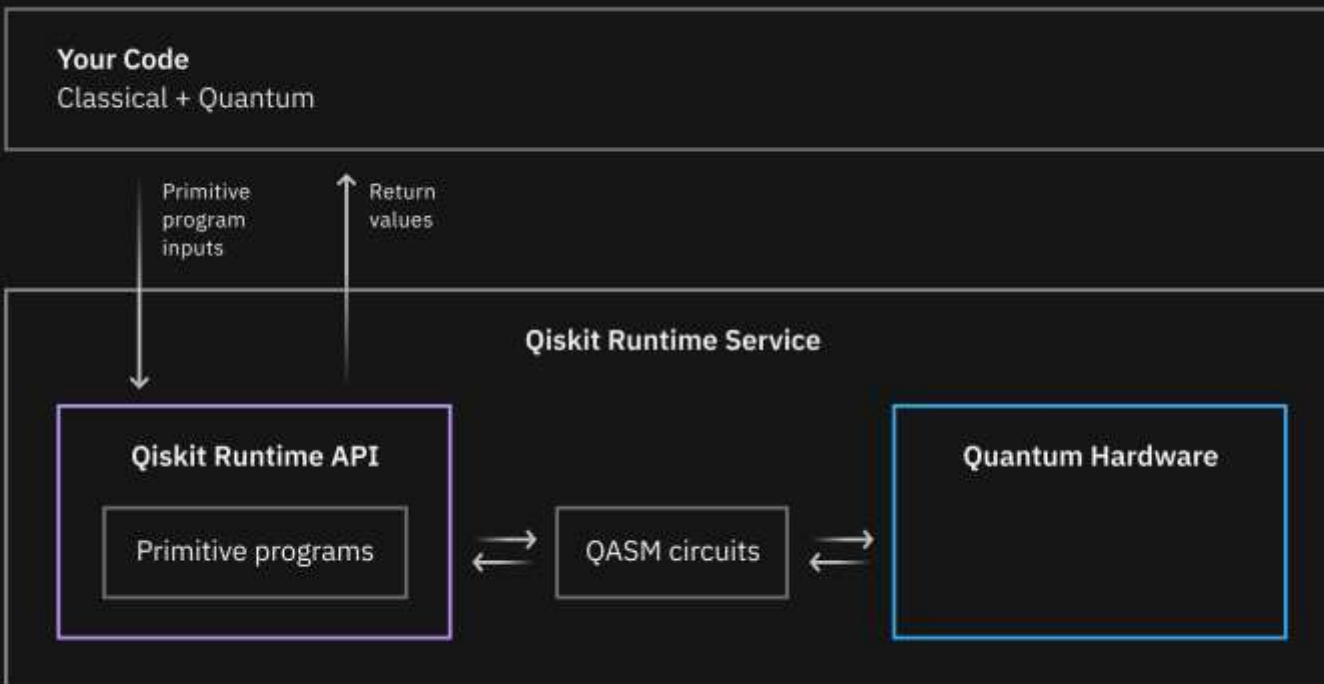 Your Code
Classical + Quantum
Primitive
program
inputs
Return
values
Qiskit Runtime Service
Qiskit Runtime API
Primitive programs
QASM circuits
Quantum Hardware